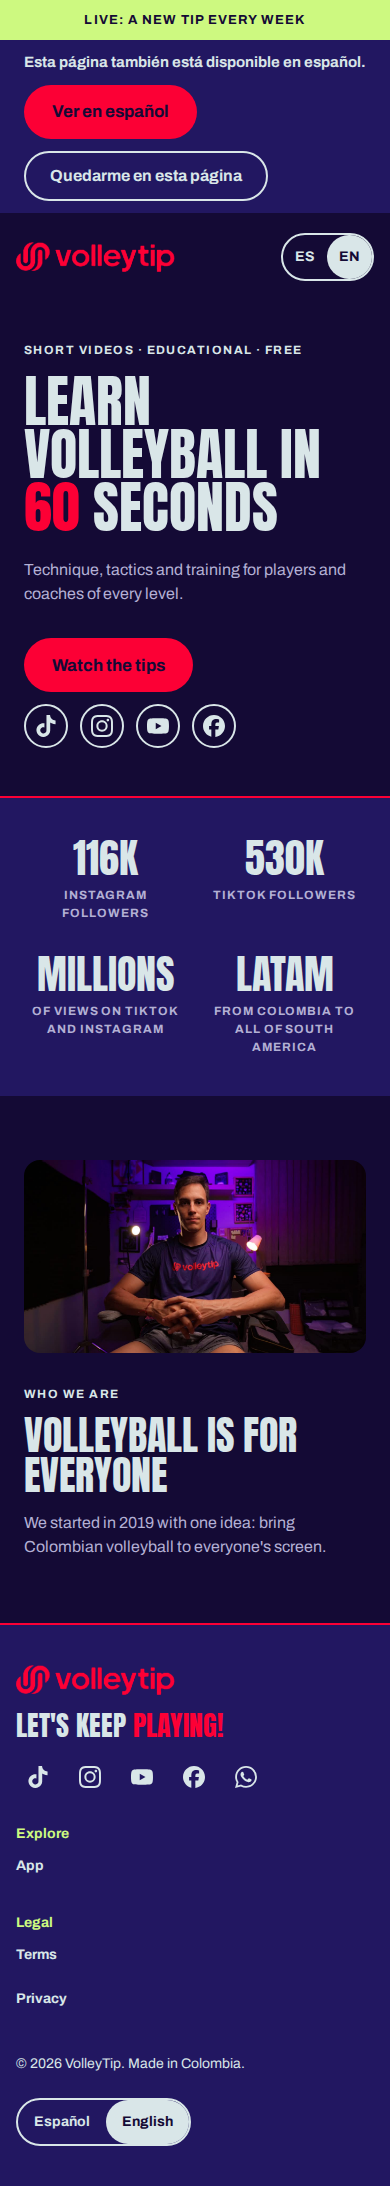 LIVE: A NEW TIP EVERY WEEK
Esta página también está disponible en español.
Ver en español
Quedarme en esta página
volleytip
ES EN
SHORT VIDEOS · EDUCATIONAL · FREE
LEARN
VOLLEYBALL IN
60 SECONDS
Technique, tactics and training for players and
coaches of every level.
Watch the tips
116K
INSTAGRAM
FOLLOWERS
530K
TIKTOK FOLLOWERS
MILLIONS
OF VIEWS ON TIKTOK
AND INSTAGRAM
LATAM
FROM COLOMBIA TO
ALL OF SOUTH
AMERICA
volleytip
WHO WE ARE
VOLLEYBALL IS FOR
EVERYONE
We started in 2019 with one idea: bring
Colombian volleyball to everyone's screen.
volleytip
LET'S KEEP PLAYING!
Explore
App
Legal
Terms
Privacy
© 2026 VolleyTip. Made in Colombia.
Español English